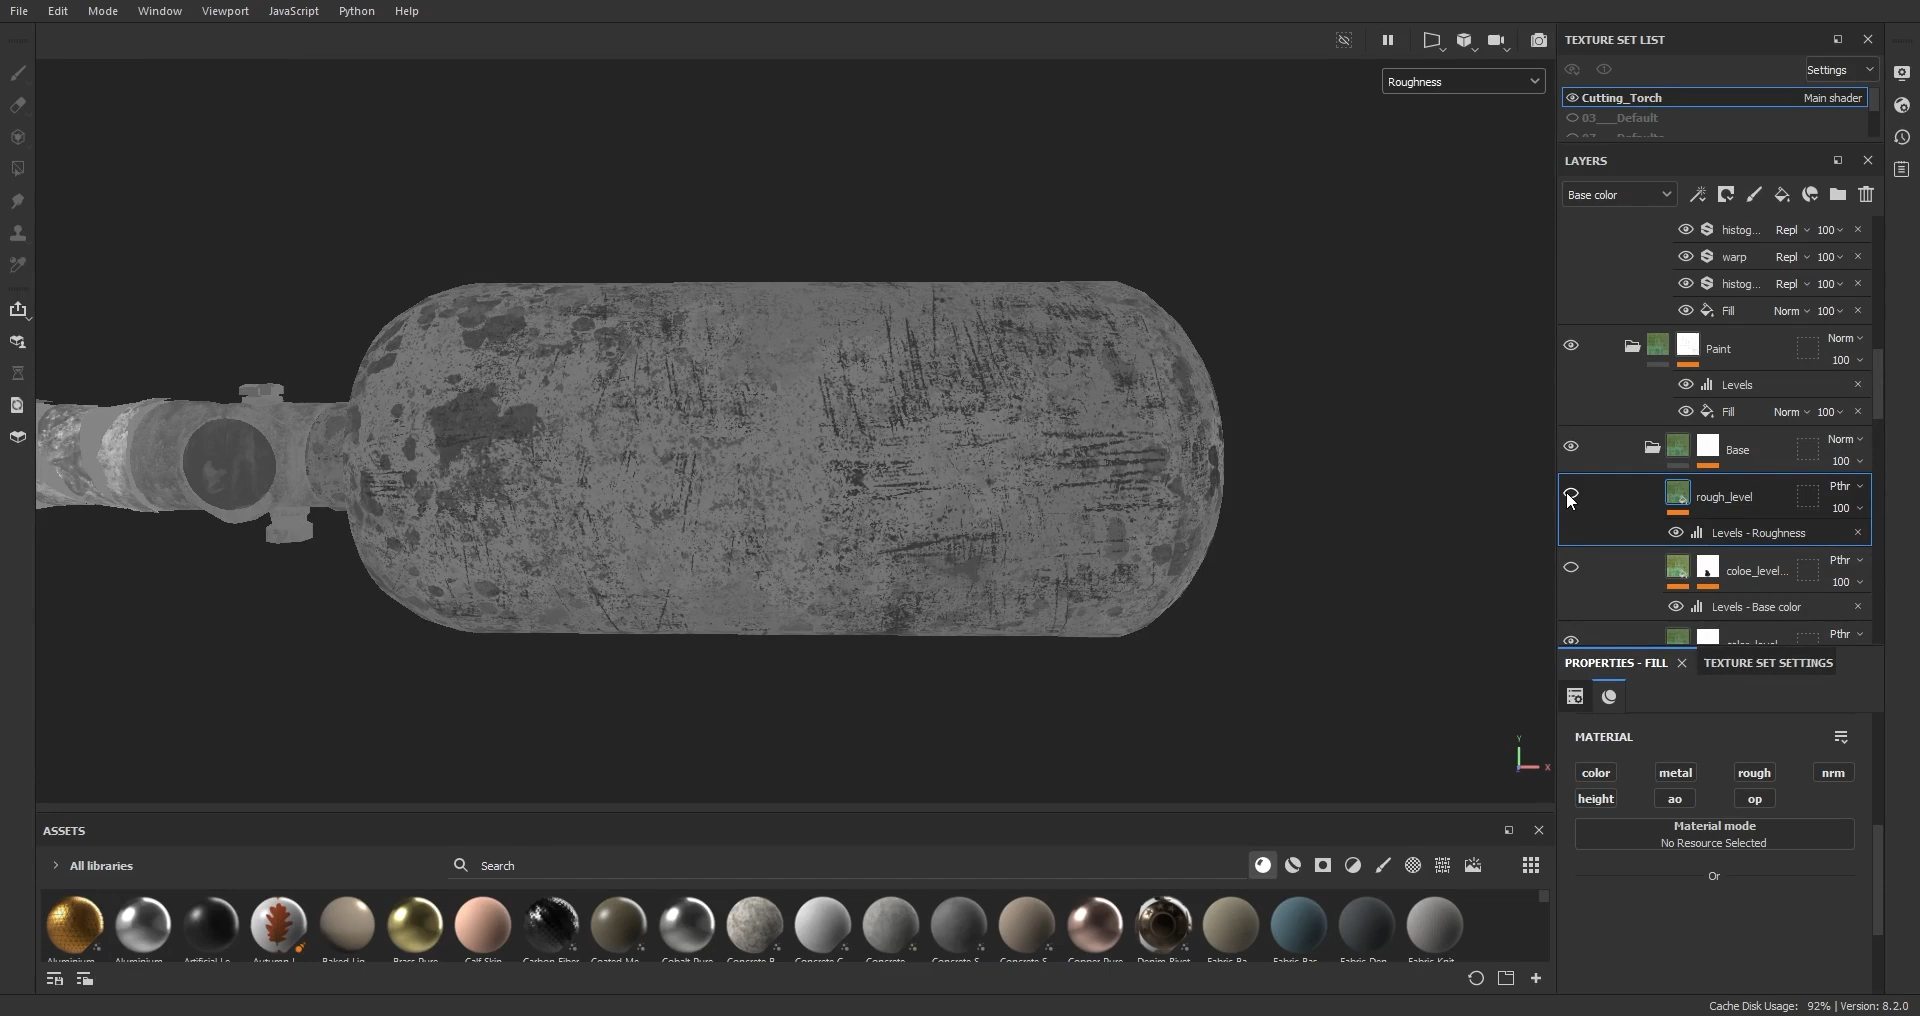 File Edit Mode Window Viewport JavaScript Python Help
Roughness
TEXTURE SET LIST
Settings
Cutting_Torch Main shader
03___Default
LAYERS
Base color
histog... Repl 100
warp Repl 100
histog... Repl 100
Fill Norm 100
Paint Norm
100
Levels
Fill Norm 100
Base Norm
100
rough_level Pthr
100
Levels - Roughness
coloe_level... Pthr
100
Levels - Base color
Pthr
PROPERTIES - FILL TEXTURE SET SETTINGS
MATERIAL
color metal rough nrm
height ao op
Material mode
No Resource Selected
Or
Y
X
ASSETS
All libraries Search
Cache Disk Usage: 92% | Version: 8.2.0